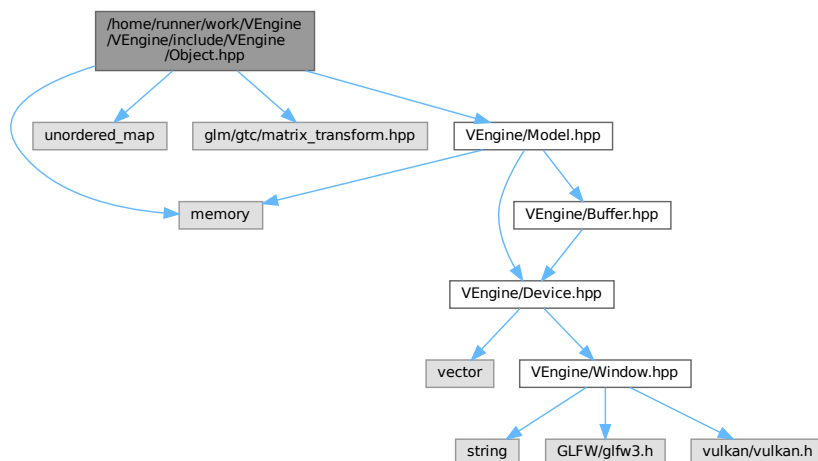 /home/runner/work/VEngine
/VEngine/include/VEngine
/Object.hpp
unordered_map
glm/gtc/matrix_transform.hpp
VEngine/Model.hpp
memory
VEngine/Buffer.hpp
VEngine/Device.hpp
vector
VEngine/Window.hpp
string
GLFW/glfw3.h
vulkan/vulkan.h